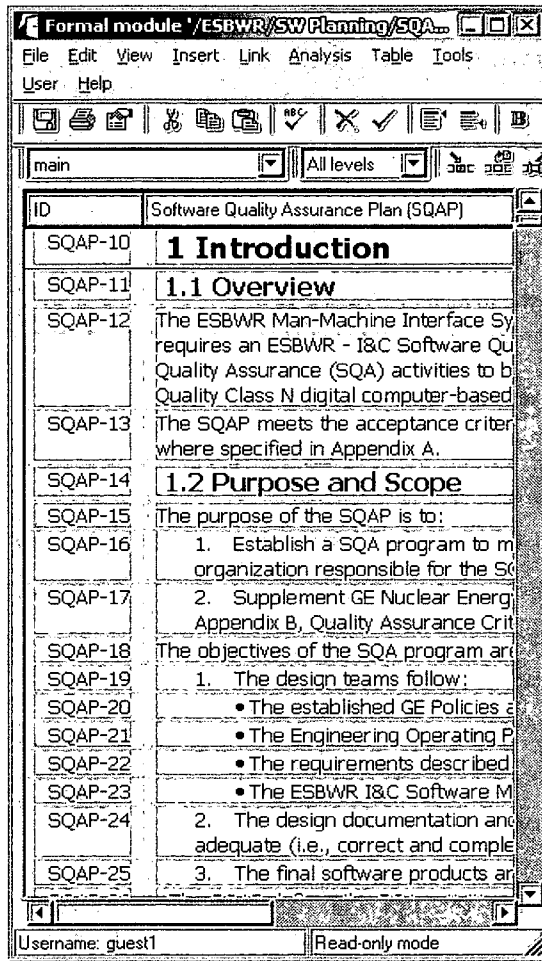 Formal module '/ESBWR/SW Planning/SQA...
File Edit View Insert Link Analysis Table Tools
User Help
ABC
B
main All levels
ID Software Quality Assurance Plan (SQAP)
SQAP-10 1 Introduction
SQAP-11 1.1 Overview
SQAP-12 The ESBWR Man-Machine Interface Sy
requires an ESBWR - I&C Software Qu
Quality Assurance (SQA) activities to b
Quality Class N digital computer-based
SQAP-13 The SQAP meets the acceptance criter
where specified in Appendix A.
SQAP-14 1.2 Purpose and Scope
SQAP-15 The purpose of the SQAP is to:
SQAP-16 1. Establish a SQA program to m
organization responsible for the S
SQAP-17 2. Supplement GE Nuclear Energ
Appendix B, Quality Assurance Crit
SQAP-18 The objectives of the SQA program are
SQAP-19 1. The design teams follow:
SQAP-20 • The established GE Policies a
SQAP-21 • The Engineering Operating P
SQAP-22 • The requirements described
SQAP-23 • The ESBWR I&C Software M
SQAP-24 2. The design documentation and
adequate (i.e., correct and comple
SQAP-25 3. The final software products ar
Username: guest1 Read-only mode